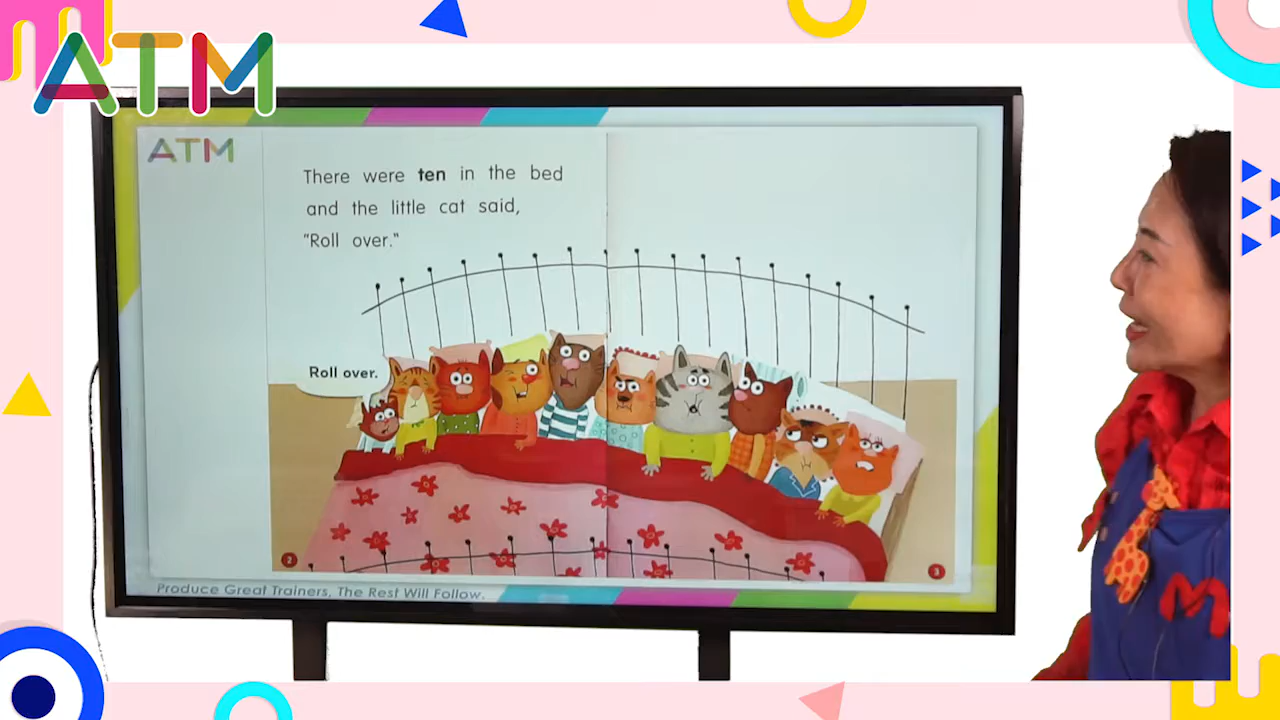 ATM
ATM
There were ten in the bed
and the little cat said,
"Roll over."
Roll over.
2
3
Produce Great Trainers, The Rest Will Follow.
M